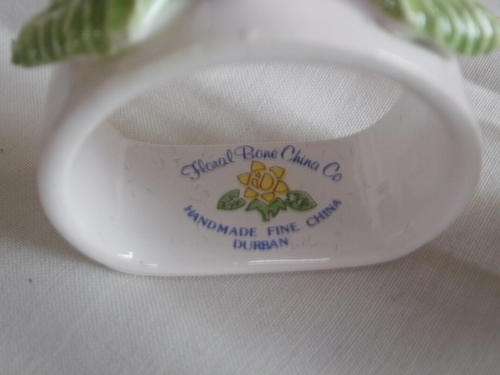 Floral Bone China Co
HANDMADE FINE CHINA
DURBAN